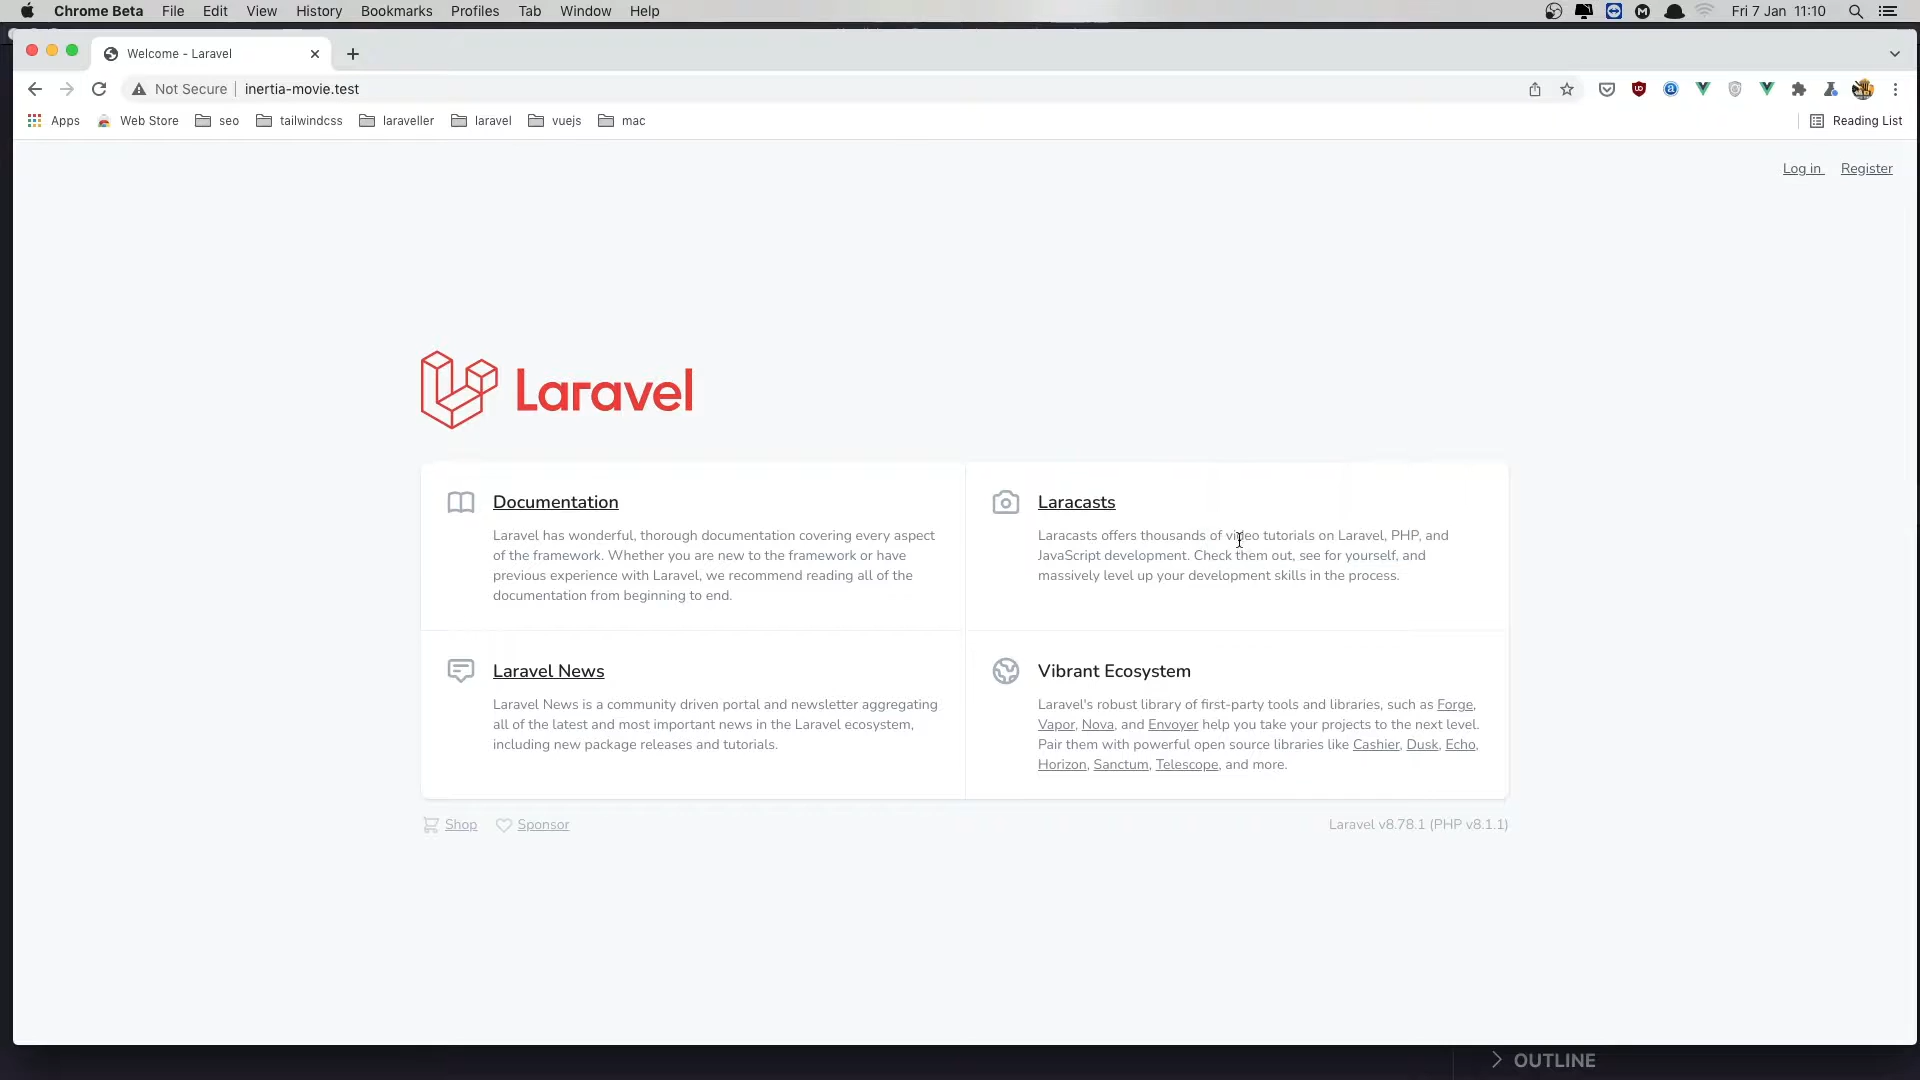 Chrome Beta File Edit View History Bookmarks Profiles Tab Window Help Fri 7 Jan 11:10
Welcome - Laravel
Not Secure inertia-movie.test
Apps Web Store seo tailwindcss laraveller laravel vuejs mac Reading List
Log in Register
Laravel
Documentation
Laravel has wonderful, thorough documentation covering every aspect
of the framework. Whether you are new to the framework or have
previous experience with Laravel, we recommend reading all of the
documentation from beginning to end.
Laracasts
Laracasts offers thousands of video tutorials on Laravel, PHP, and
JavaScript development. Check them out, see for yourself, and
massively level up your development skills in the process.
Laravel News
Laravel News is a community driven portal and newsletter aggregating
all of the latest and most important news in the Laravel ecosystem,
including new package releases and tutorials.
Vibrant Ecosystem
Laravel's robust library of first-party tools and libraries, such as Forge,
Vapor, Nova, and Envoyer help you take your projects to the next level.
Pair them with powerful open source libraries like Cashier, Dusk, Echo,
Horizon, Sanctum, Telescope, and more.
Shop Sponsor Laravel v8.78.1 (PHP v8.1.1)
OUTLINE